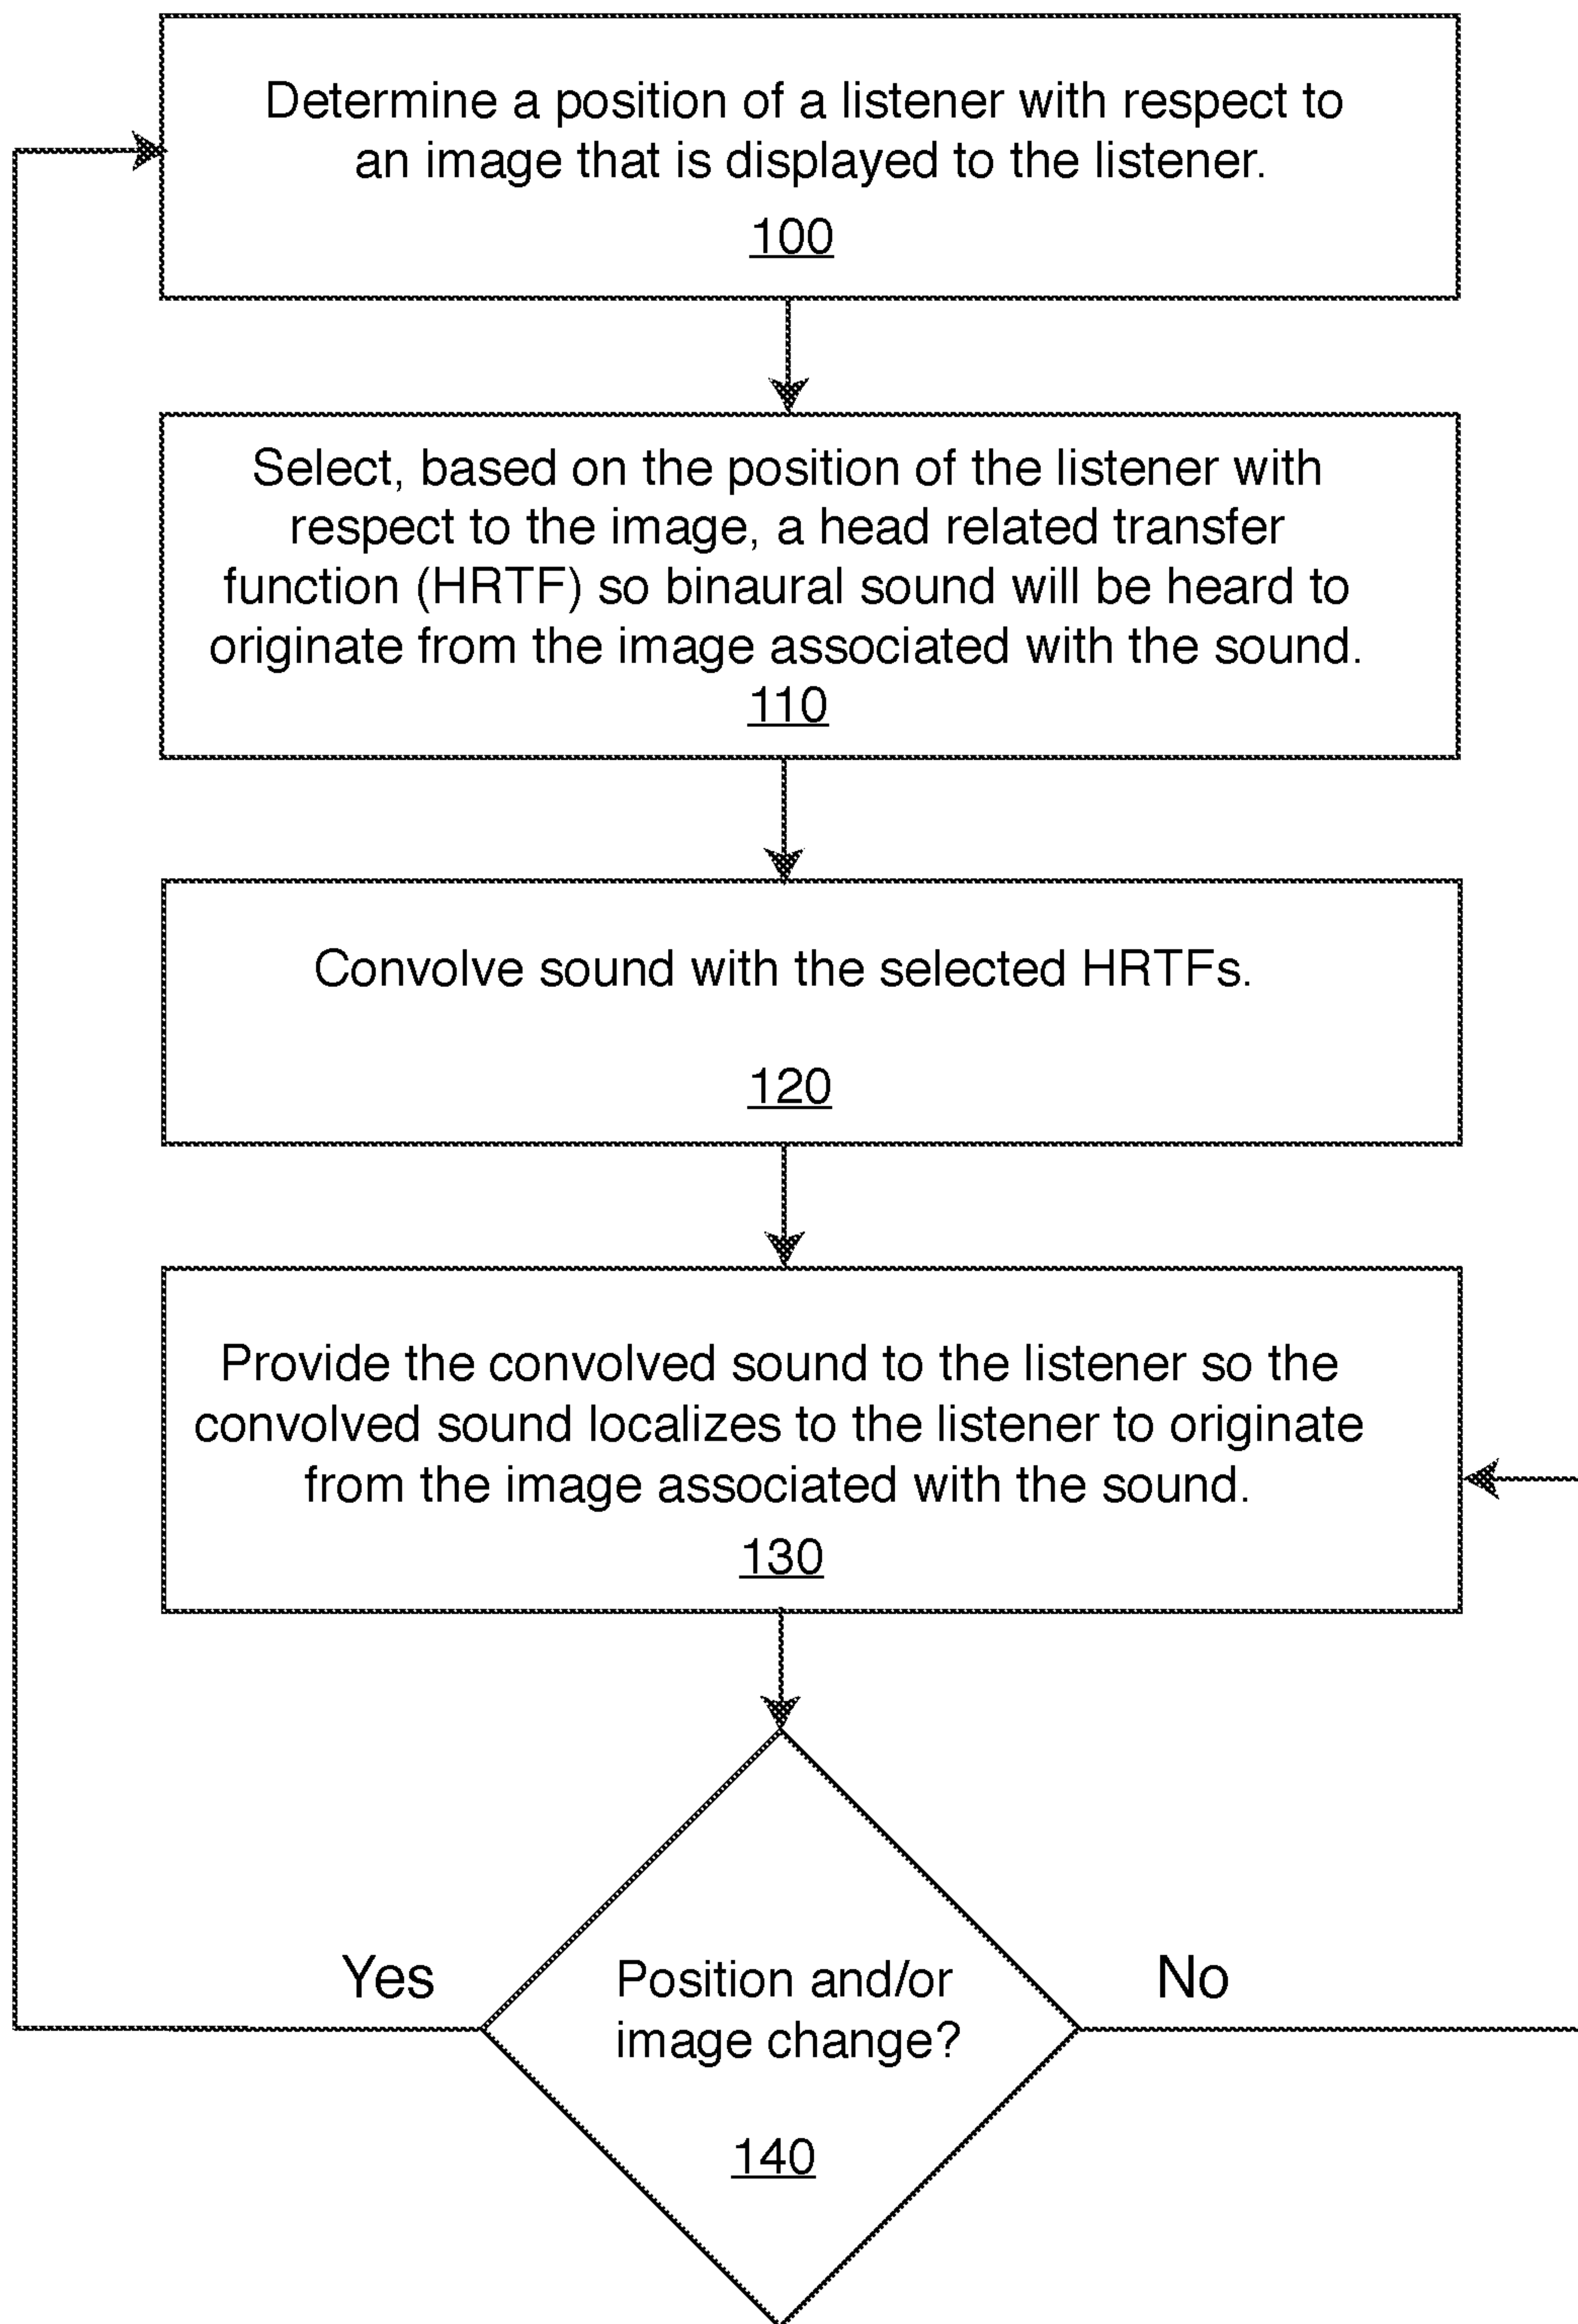 Determine a position of a listener with respect to
an image that is displayed to the listener.
100
Select, based on the position of the listener with
respect to the image, a head related transfer
function (HRTF) so binaural sound will be heard to
originate from the image associated with the sound.
110
Convolve sound with the selected HRTFs.
120
Provide the convolved sound to the listener so the
convolved sound localizes to the listener to originate
from the image associated with the sound.
130
Yes
No
Position and/or
image change?
140